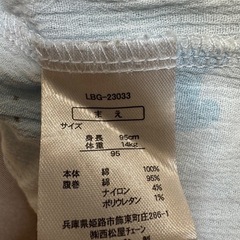 LBG-23033
まえ
サイズ
身長 95cm
体重 14kg
95
本体 綿 100%
腹巻 綿 95%
ナイロン 4%
ポリウレタン 1%
兵庫県姫路市飾東町庄286-1
㈱西松屋チェーン